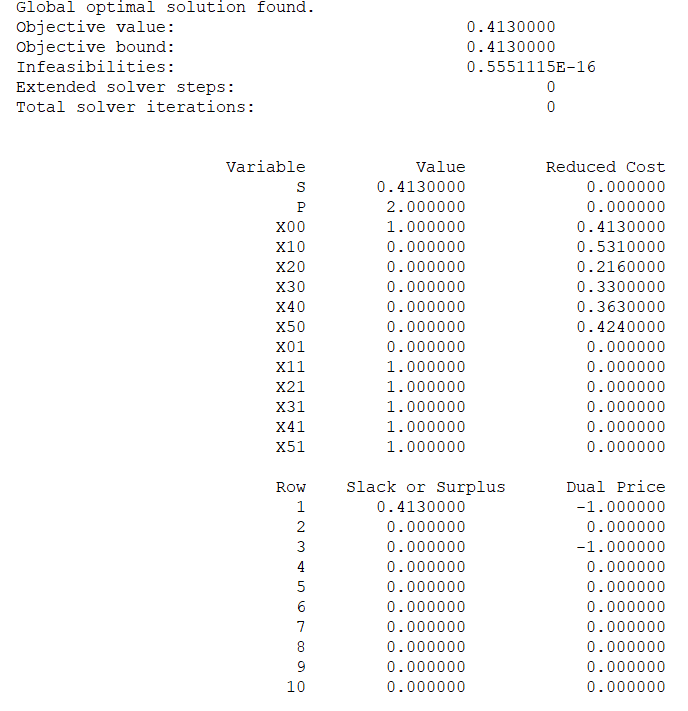 Global optimal solution found.
Objective value: 0.4130000
Objective bound: 0.4130000
Infeasibilities: 0.5551115E-16
Extended solver steps: 0
Total solver iterations: 0
Variable Value Reduced Cost
S 0.4130000 0.000000
P 2.000000 0.000000
X00 1.000000 0.4130000
X10 0.000000 0.5310000
X20 0.000000 0.2160000
X30 0.000000 0.3300000
X40 0.000000 0.3630000
X50 0.000000 0.4240000
X01 0.000000 0.000000
X11 1.000000 0.000000
X21 1.000000 0.000000
X31 1.000000 0.000000
X41 1.000000 0.000000
X51 1.000000 0.000000
Row Slack or Surplus Dual Price
1 0.4130000 -1.000000
2 0.000000 0.000000
3 0.000000 -1.000000
4 0.000000 0.000000
5 0.000000 0.000000
6 0.000000 0.000000
7 0.000000 0.000000
8 0.000000 0.000000
9 0.000000 0.000000
10 0.000000 0.000000